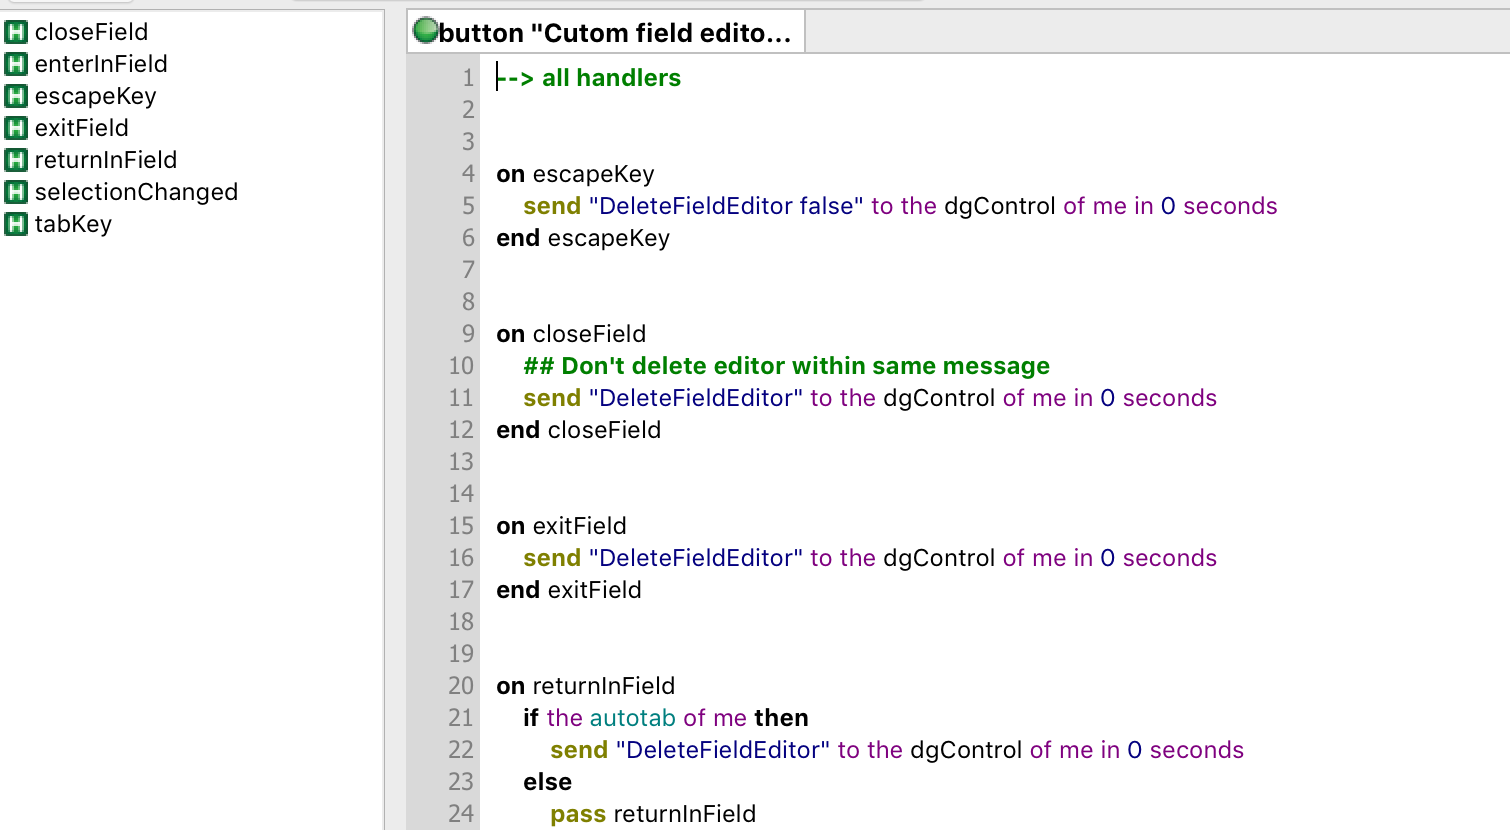 closeField
enterInField
escapeKey
exitField
returnInField
selectionChanged
tabKey
button "Cutom field edito...
1 --> all handlers
2
3
4 on escapeKey
5 send "DeleteFieldEditor false" to the dgControl of me in 0 seconds
6 end escapeKey
7
8
9 on closeField
10 ## Don't delete editor within same message
11 send "DeleteFieldEditor" to the dgControl of me in 0 seconds
12 end closeField
13
14
15 on exitField
16 send "DeleteFieldEditor" to the dgControl of me in 0 seconds
17 end exitField
18
19
20 on returnInField
21 if the autotab of me then
22 send "DeleteFieldEditor" to the dgControl of me in 0 seconds
23 else
24 pass returnInField